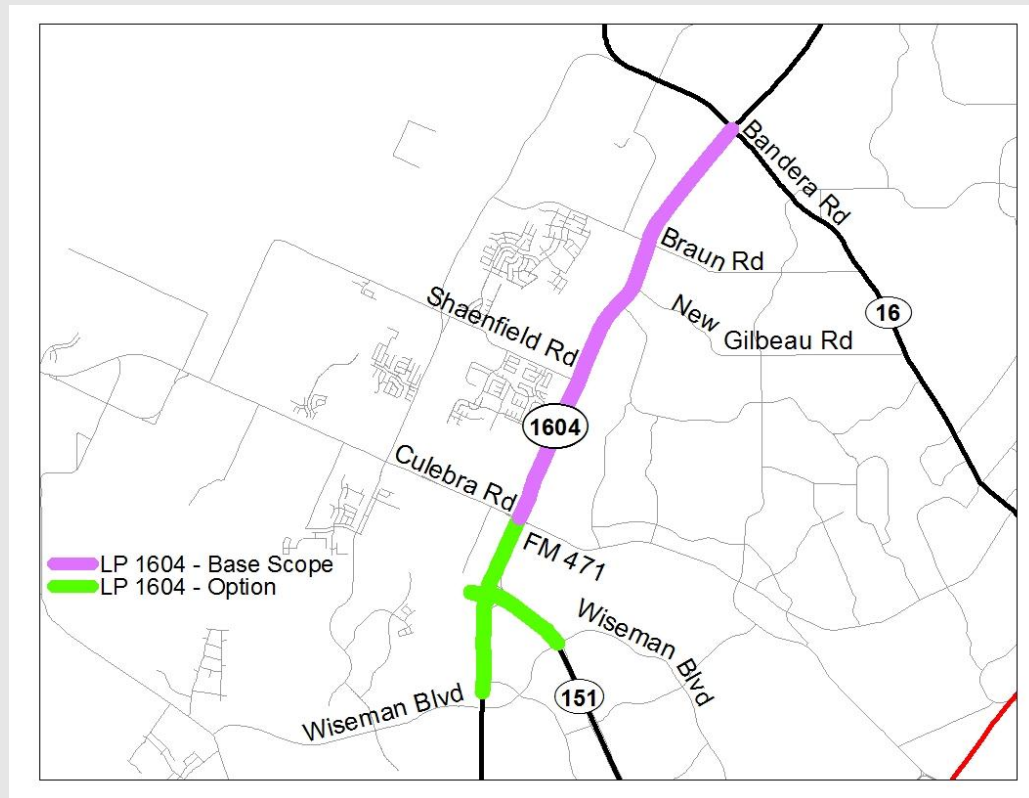 Bandera Rd
Braun Rd
New
Gilbeau Rd
16
Shaenfield Rd
1604
Culebra Rd
FM 471
LP 1604 - Base Scope
LP 1604 - Option
Wiseman Blvd
151
Wiseman Blvd